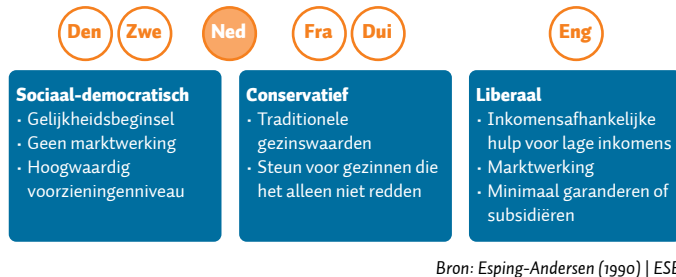 Den Zwe Ned Fra Dui Eng
Sociaal-democratisch
· Gelijkheidsbeginsel
· Geen marktwerking
· Hoogwaardig
voorzieningenniveau
Conservatief
· Traditionele
gezinswaarden
· Steun voor gezinnen die
het alleen niet redden
Liberaal
· Inkomensafhankelijke
hulp voor lage inkomens
· Marktwerking
· Minimaal garanderen of
subsidiëren
Bron: Esping-Andersen (1990) | ESB